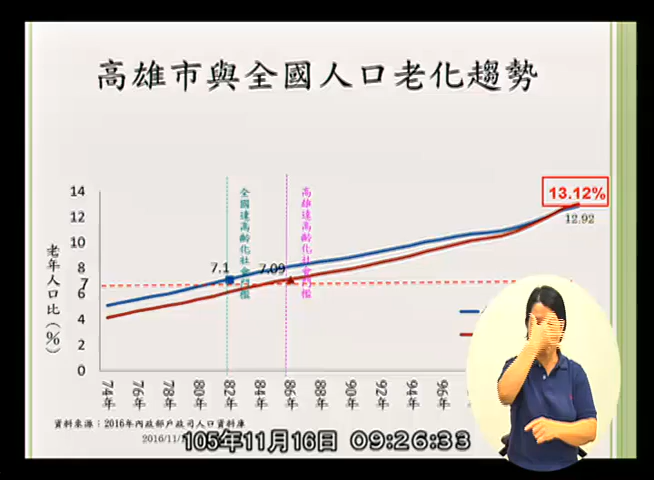 高雄市與全國人口老化趨勢
13.12%
12.92
14
12
10
8
7
6
4
2
0
老年人口比(%)
7.1
全國達高齡化社會門檻
7.09
高雄達高齡化社會門檻
74年
76年
78年
80年
82年
84年
86年
88年
90年
92年
94年
96年
資料來源：2016年內政部戶政司人口資料庫
2016/11/
105年11月16日 09:26:33